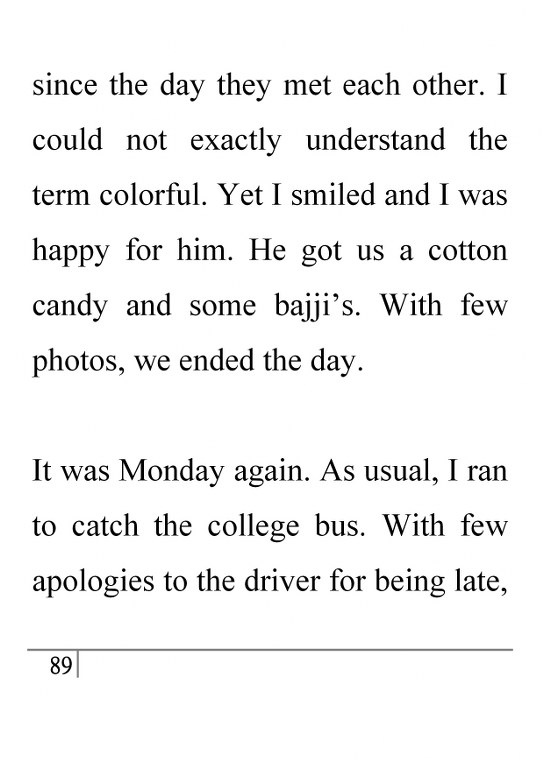 since the day they met each other. I
could not exactly understand the
term colorful. Yet I smiled and I was
happy for him. He got us a cotton
candy and some bajji’s. With few
photos, we ended the day.
It was Monday again. As usual, I ran
to catch the college bus. With few
apologies to the driver for being late,
89